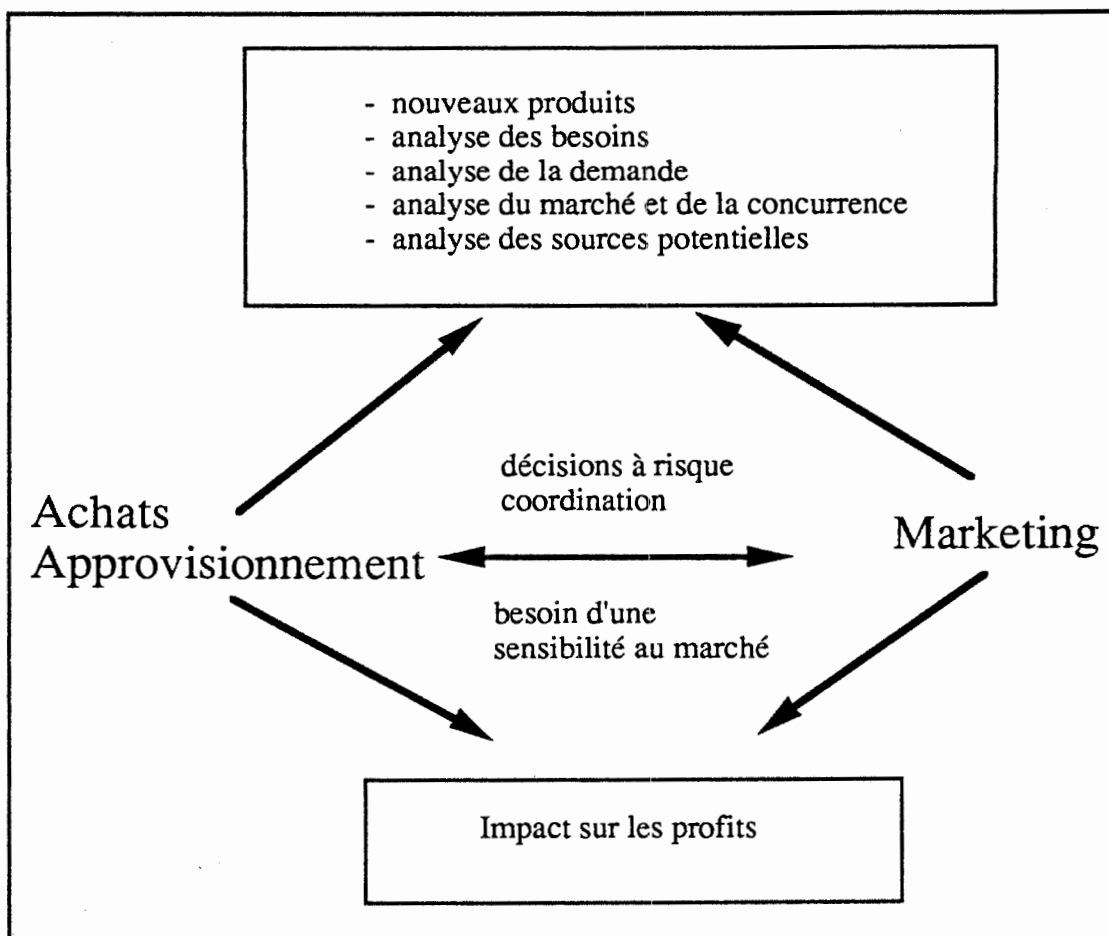 - nouveaux produits
- analyse des besoins
- analyse de la demande
- analyse du marché et de la concurrence
- analyse des sources potentielles
décisions à risque
coordination
Achats
Approvisionnement
Marketing
besoin d'une
sensibilité au marché
Impact sur les profits